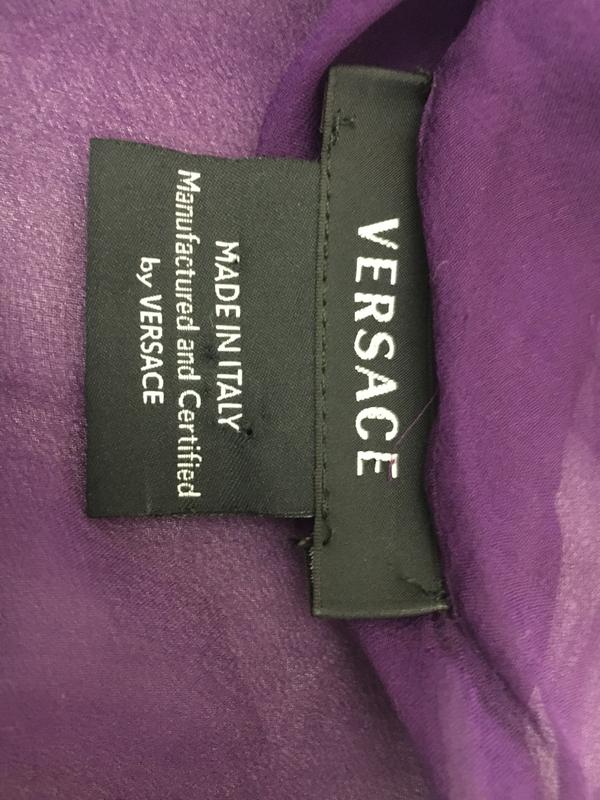 VERSACE
MADE IN ITALY
Manufactured and Certified
by VERSACE